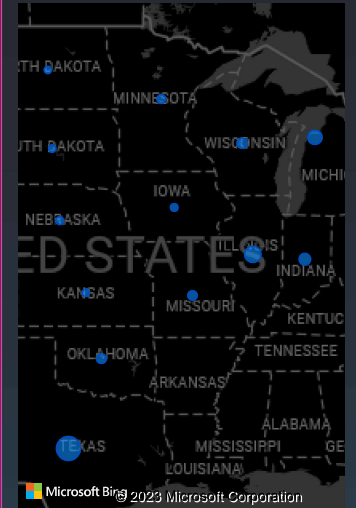 RTH DAKOTA
MINNESOTA
UTH DAKOTA
WISCONSIN
MICHI
IOWA
NEBRASKA
ED STATES
ILLINOIS
INDIANA
KANSAS
MISSOURI
KENTUC
OKLAHOMA
TENNESSEE
ARKANSAS
ALABAMA
TEXAS
MISSISSIPPI
GE
LOUISIANA
Microsoft Bing
© 2023 Microsoft Corporation